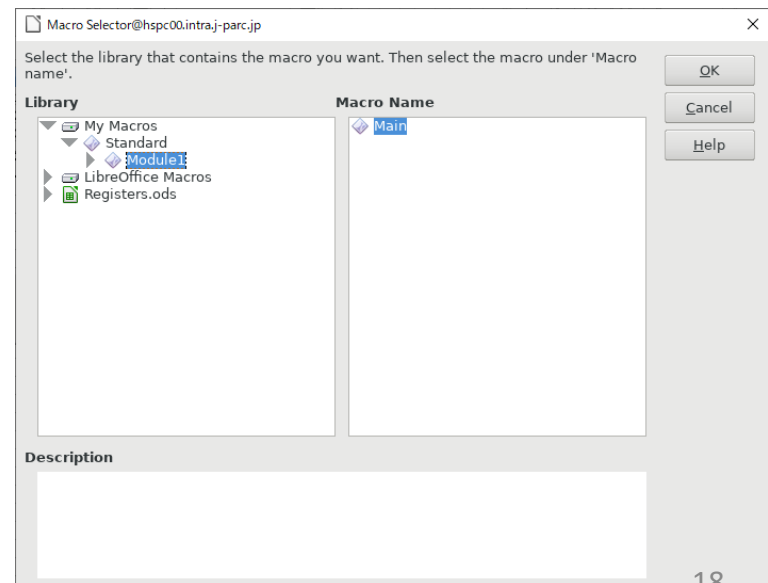 Macro Selector@hspc00.intra.j-parc.jp
Select the library that contains the macro you want. Then select the macro under 'Macro
name'.
OK
Cancel
Help
Library
Macro Name
My Macros
Standard
Module1
LibreOffice Macros
Registers.ods
Main
Description
18